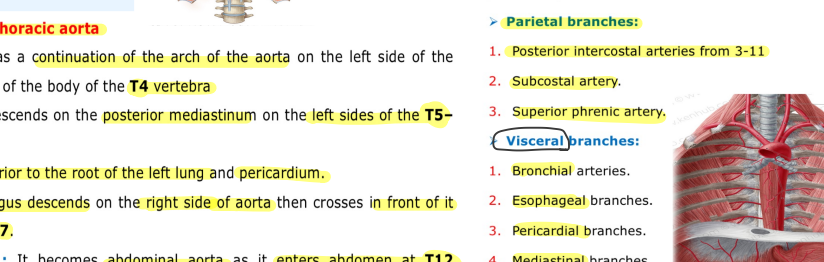 horacic aorta
as a continuation of the arch of the aorta on the left side of the
of the body of the T4 vertebra
escends on the posterior mediastinum on the left sides of the T5–
rior to the root of the left lung and pericardium.
gus descends on the right side of aorta then crosses in front of it
7.
: It becomes abdominal aorta as it enters abdomen at T12
➢ Parietal branches:
1. Posterior intercostal arteries from 3-11
2. Subcostal artery.
3. Superior phrenic artery.
➢ Visceral branches:
1. Bronchial arteries.
2. Esophageal branches.
3. Pericardial branches.
4. Mediastinal branches